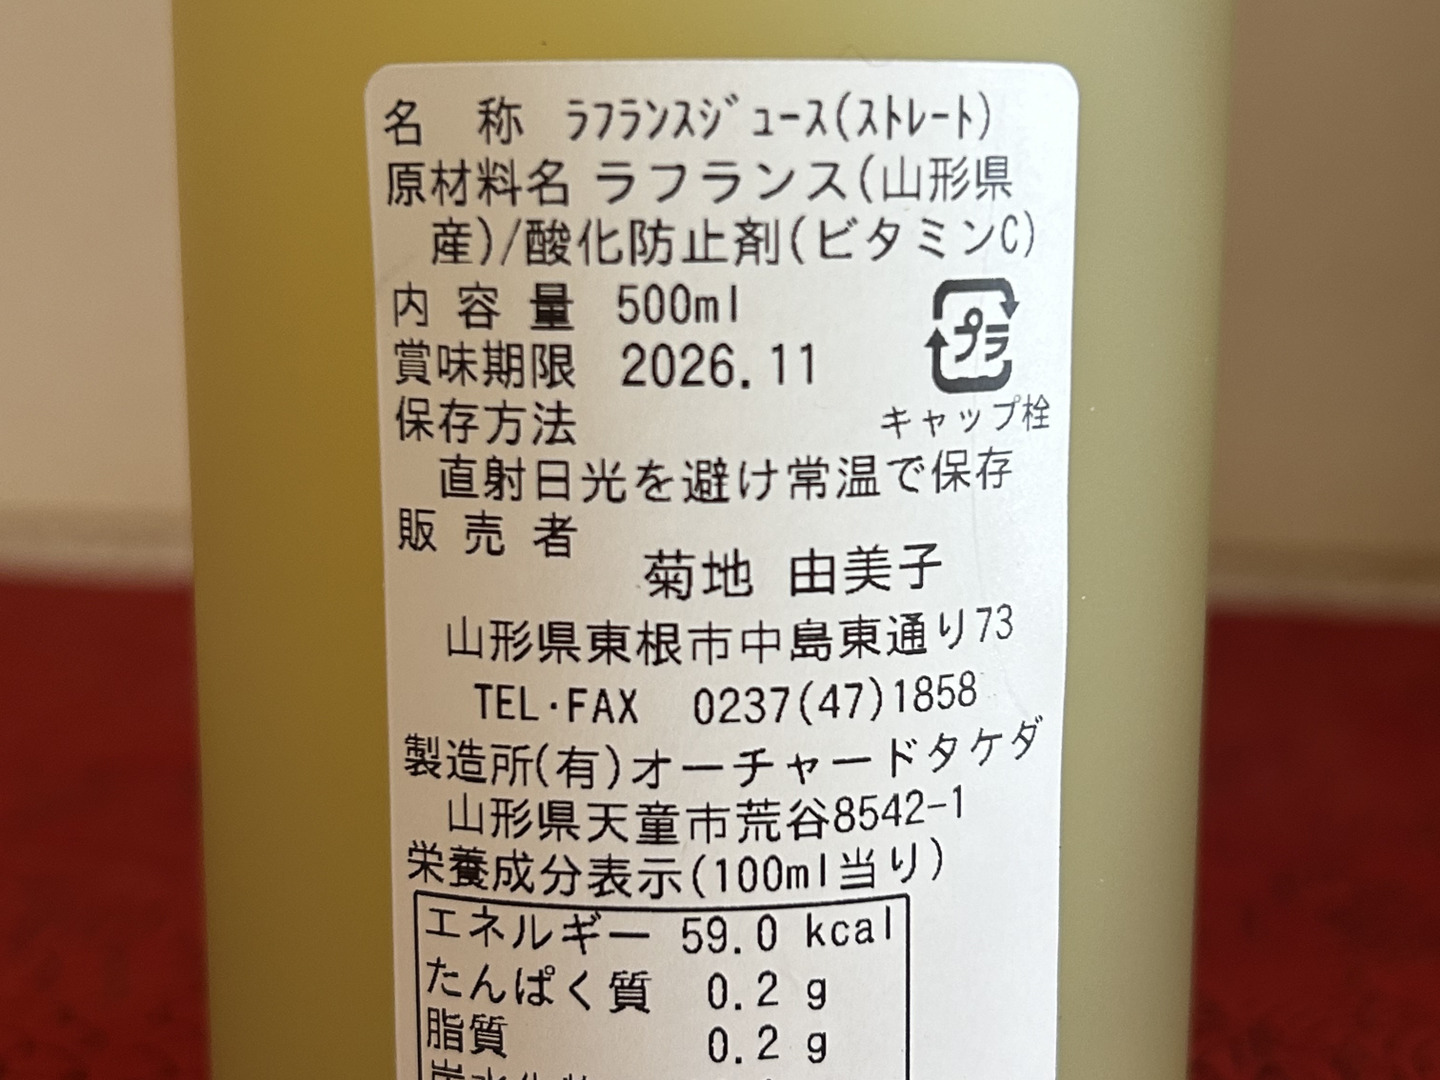 名 称 ﾗﾌﾗﾝｽｼﾞｭｰｽ(ｽﾄﾚｰﾄ)
原材料名 ラフランス(山形県
産)/酸化防止剤(ビタミンC)
内 容 量 500ml
プラ
賞味期限 2026.11
保存方法 キャップ栓
直射日光を避け常温で保存
販 売 者
菊地 由美子
山形県東根市中島東通り73
TEL･FAX 0237(47)1858
製造所(有)オーチャードタケダ
山形県天童市荒谷8542-1
栄養成分表示(100ml当り)
エネルギー 59.0 kcal
たんぱく質 0.2 g
脂質 0.2 g